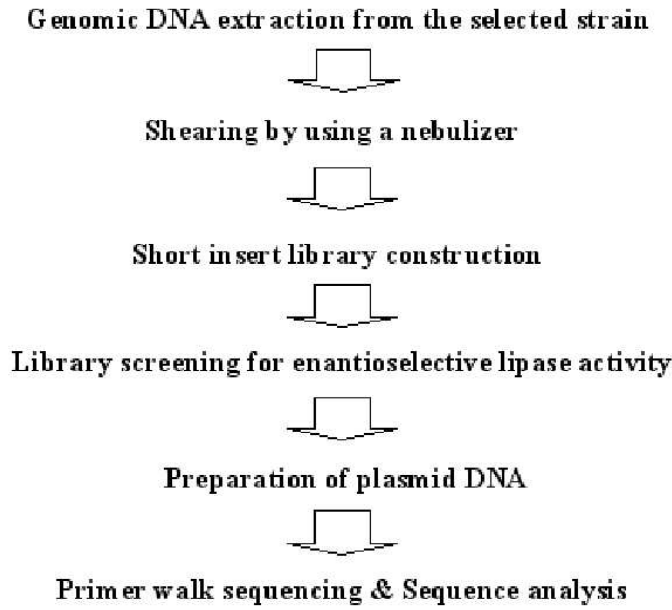 Genomic DNA extraction from the selected strain
Shearing by using a nebulizer
Short insert library construction
Library screening for enantioselective lipase activity
Preparation of plasmid DNA
Primer walk sequencing & Sequence analysis